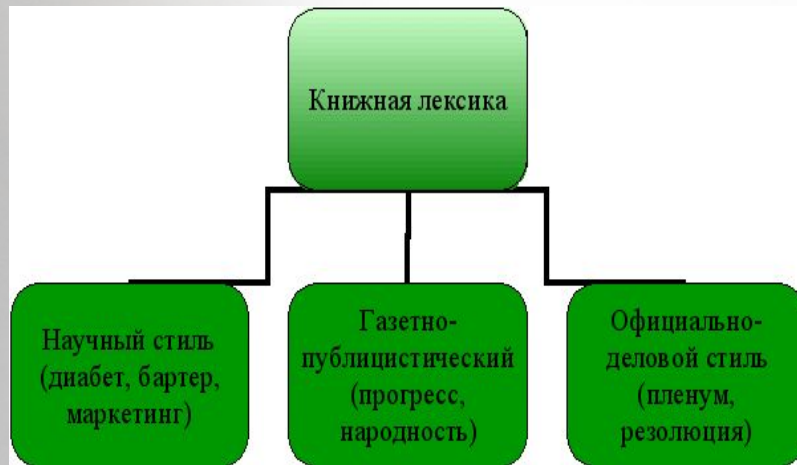 Книжная лексика
Научный стиль
(диабет, бартер,
маркетинг)
Газетно-
публицистический
(прогресс,
народность)
Официально-
деловой стиль
(пленум,
резолюция)